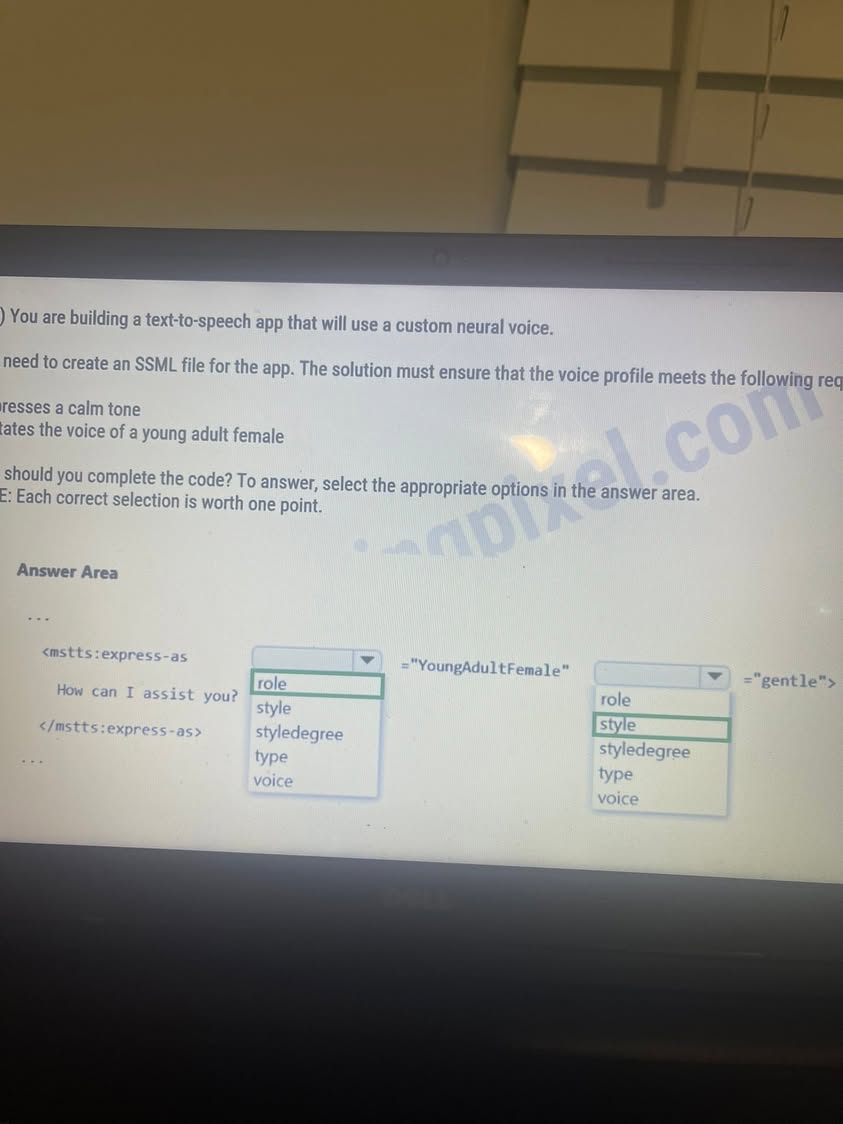 ) You are building a text-to-speech app that will use a custom neural voice.
need to create an SSML file for the app. The solution must ensure that the voice profile meets the following req
resses a calm tone
tates the voice of a young adult female
should you complete the code? To answer, select the appropriate options in the answer area.
E: Each correct selection is worth one point.
pixel.com
Answer Area
...
<mstts:express-as
="YoungAdultFemale"
="gentle">
How can I assist you?
</mstts:express-as>
...
role
style
styledegree
type
voice
role
style
styledegree
type
voice
DELL